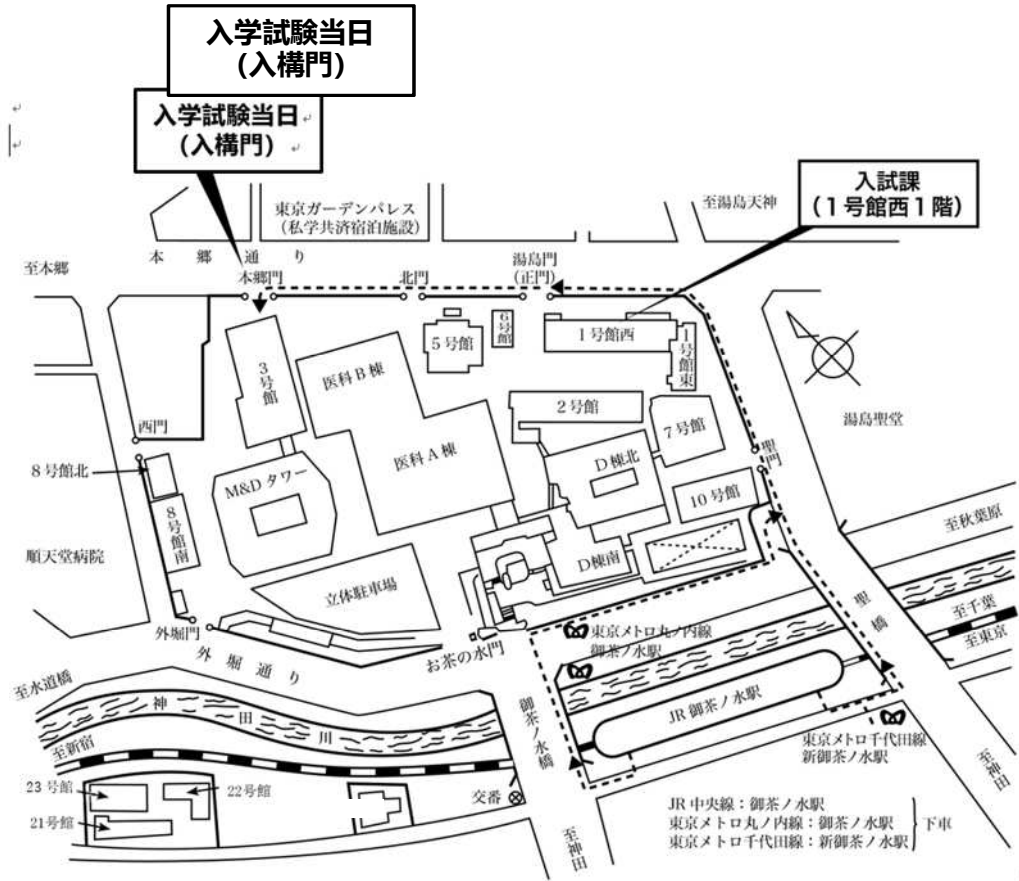 入学試験当日
(入構門)
入学試験当日
(入構門)
入試課
(１号館西１階)
東京ガーデンパレス
(私学共済宿泊施設)
至湯島天神
至本郷
本郷通り
本郷門
北門
湯島門
(正門)
3号館
医科B棟
5号館
6号館
1号館西
1号館東
2号館
7号館
湯島聖堂
西門
医科A棟
D棟北
聖門
8号館北
M&Dタワー
10号館
8号館南
至秋葉原
順天堂病院
立体駐車場
D棟南
至千葉
至東京
外堀門
お茶の水門
東京メトロ丸ノ内線
御茶ノ水駅
聖橋
外堀通り
至水道橋
神田川
御茶ノ水橋
JR御茶ノ水駅
至新宿
東京メトロ千代田線
新御茶ノ水駅
至神田
23号館
22号館
21号館
交番
至神田
JR中央線：御茶ノ水駅
東京メトロ丸ノ内線：御茶ノ水駅
東京メトロ千代田線：新御茶ノ水駅
下車